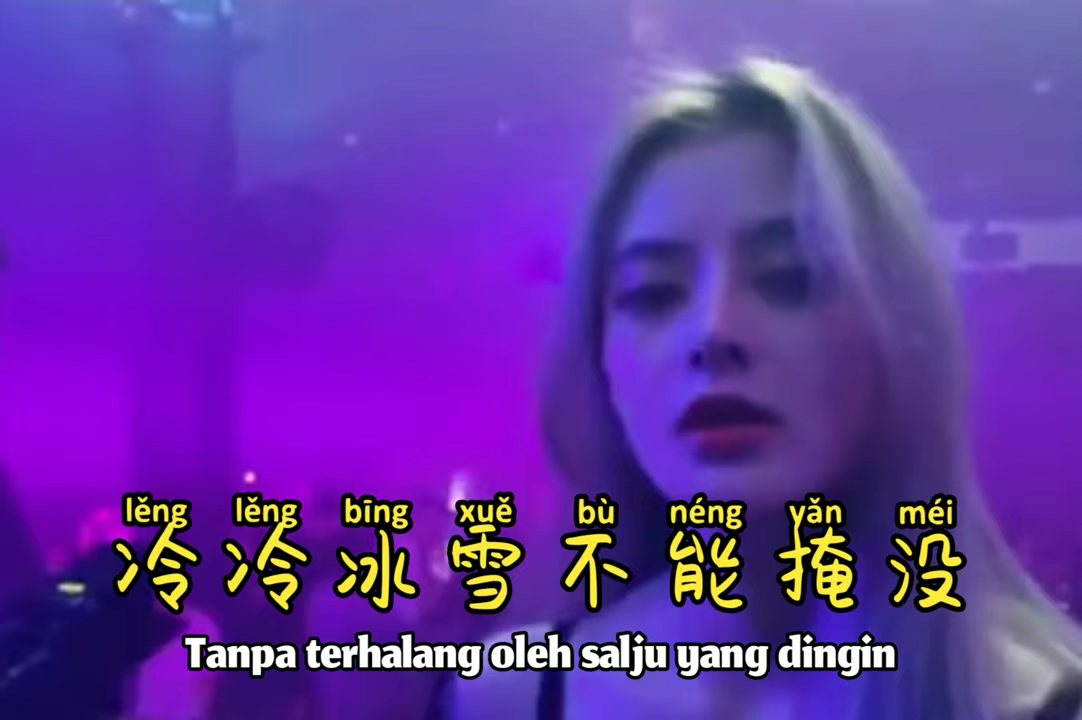 lěng lěng bīng xuě bù néng yǎn méi
冷冷冰雪不能掩没
Tanpa terhalang oleh salju yang dingin